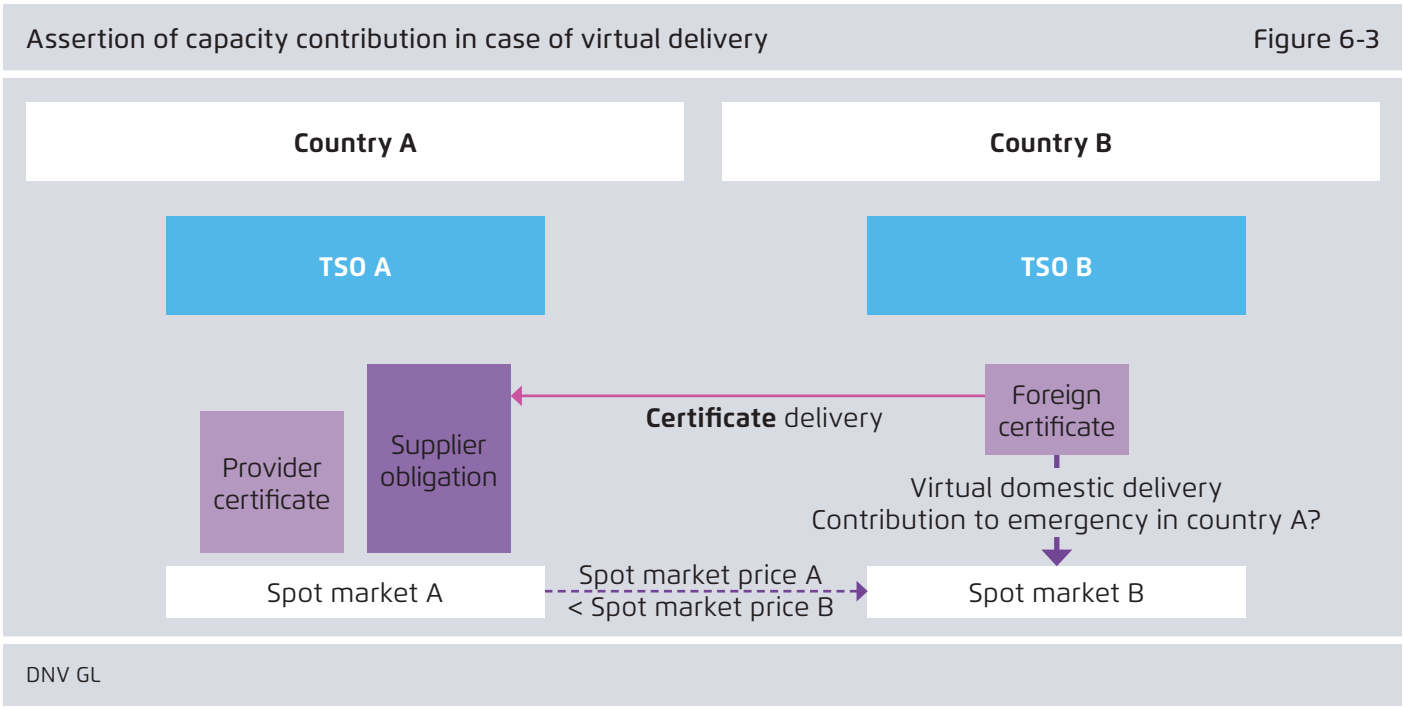 Assertion of capacity contribution in case of virtual delivery
Figure 6-3
Country A
Country B
TSO A
TSO B
Provider
certificate
Supplier
obligation
Certificate delivery
Foreign
certificate
Virtual domestic delivery
Contribution to emergency in country A?
Spot market A
Spot market price A
< Spot market price B
Spot market B
DNV GL